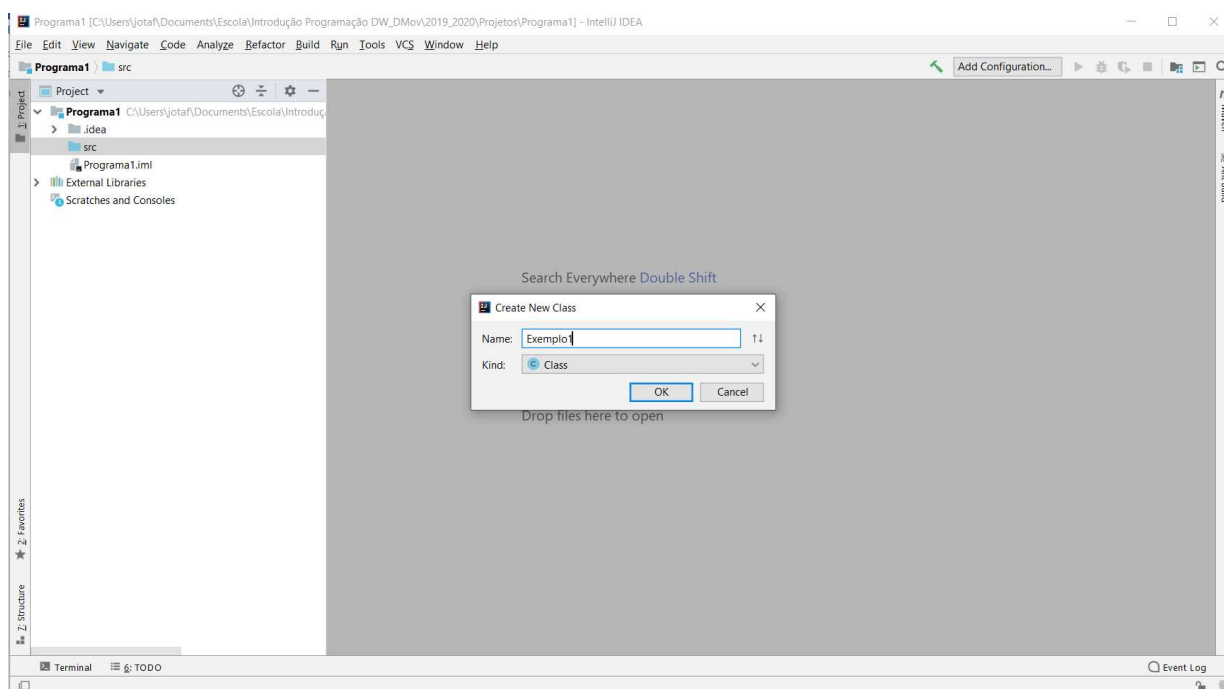 Programa1 [C:\Users\jotaf\Documents\Escola\Introdução Programação DW_DMov\2019_2020\Projetos\Programa1] - IntelliJ IDEA
File Edit View Navigate Code Analyze Refactor Build Run Tools VCS Window Help
Programa1 src
Add Configuration...
1: Project
Project
Programa1 C:\Users\jotaf\Documents\Escola\Introduç
.idea
src
Programa1.iml
External Libraries
Scratches and Consoles
Search Everywhere Double Shift
Create New Class
Name: Exemplo1
Kind: Class
OK Cancel
Drop files here to open
2: Favorites
Z: Structure
Terminal 6: TODO
Event Log